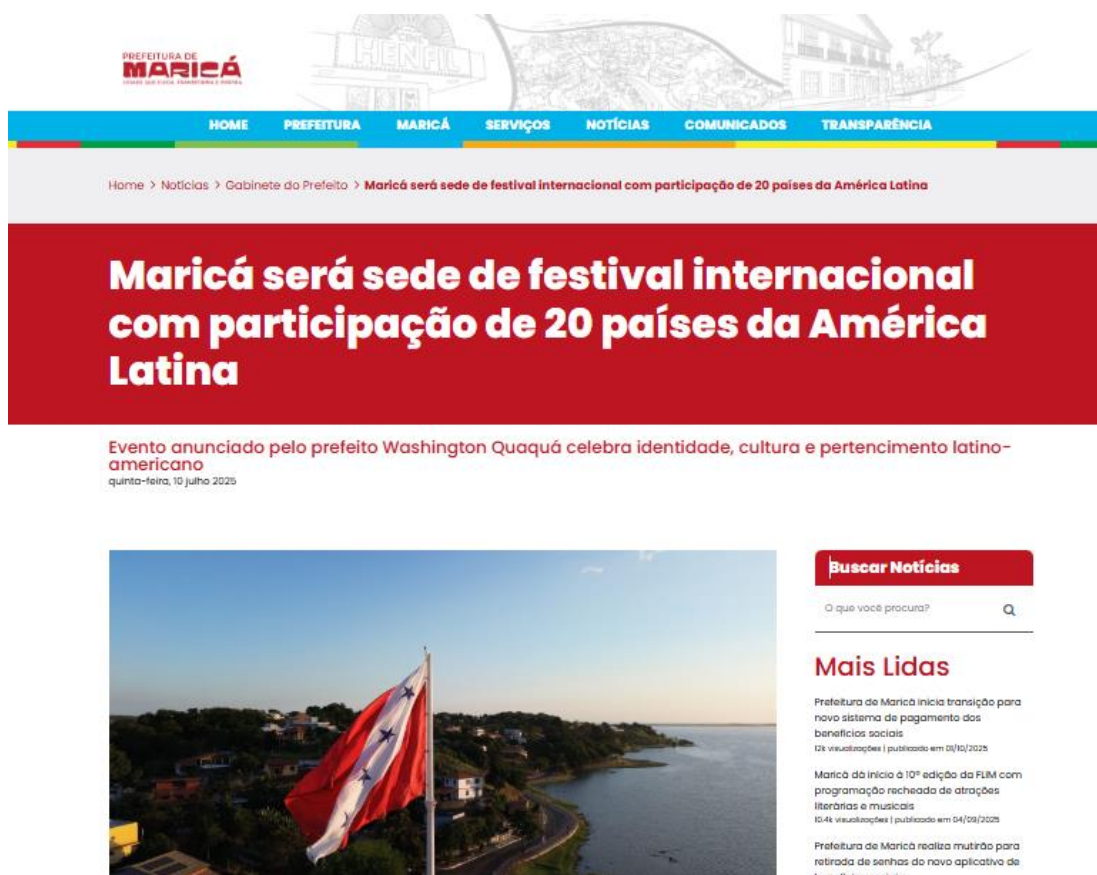 PREFEITURA DE
MARICÁ
HENFIL
HOME PREFEITURA MARICÁ SERVIÇOS NOTÍCIAS COMUNICADOS TRANSPARÊNCIA
Home > Notícias > Gabinete do Prefeito > Maricá será sede de festival internacional com participação de 20 países da América Latina
Maricá será sede de festival internacional
com participação de 20 países da América
Latina
Evento anunciado pelo prefeito Washington Quaquá celebra identidade, cultura e pertencimento latino-
americano
quinta-feira, 10 julho 2025
Buscar Notícias
O que você procura?
Mais Lidas
Prefeitura de Maricá inicia transição para
novo sistema de pagamento dos
benefícios sociais
12k visualizações | publicado em 01/10/2025
Maricá dá início à 10ª edição da FLIM com
programação recheada de atrações
literárias e musicais
10.4k visualizações | publicado em 04/09/2025
Prefeitura de Maricá realiza mutirão para
retirada de senhas do novo aplicativo de